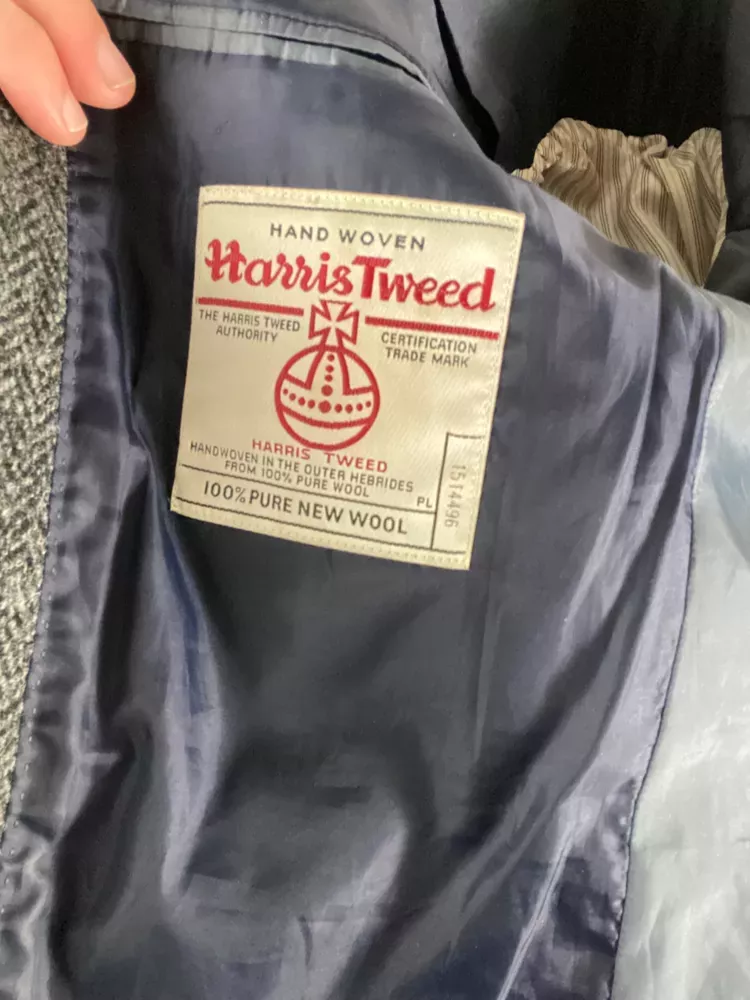 HAND WOVEN
Harris Tweed
THE HARRIS TWEED
AUTHORITY
CERTIFICATION
TRADE MARK
HARRIS TWEED
HANDWOVEN IN THE OUTER HEBRIDES
FROM 100% PURE WOOL
PL
1514496
100% PURE NEW WOOL